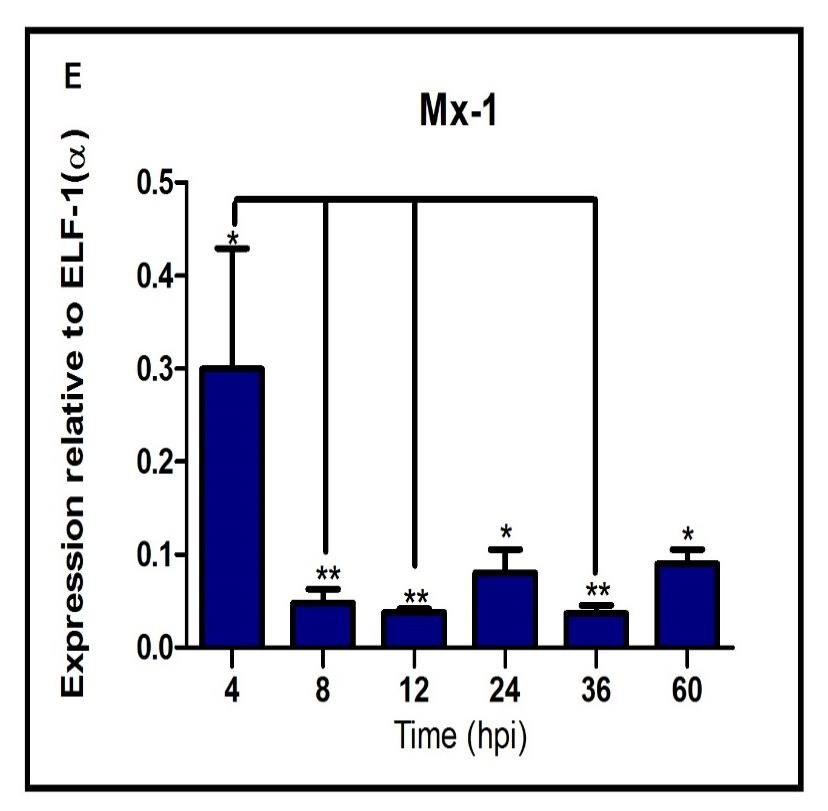 E
Mx-1
Expression relative to ELF-1(α)
0.5
0.4
0.3
0.2
0.1
0.0
*
**
**
*
**
*
4 8 12 24 36 60
Time (hpi)